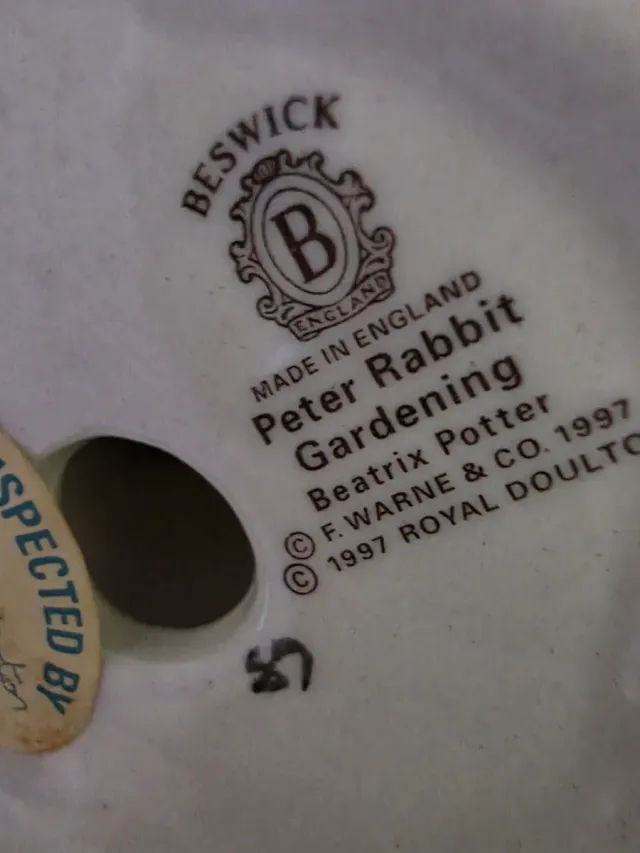 BESWICK
B
ENGLAND
MADE IN ENGLAND
Peter Rabbit
Gardening
Beatrix Potter
© F. WARNE & CO. 1997
© 1997 ROYAL DOULTO
SPECTED BY